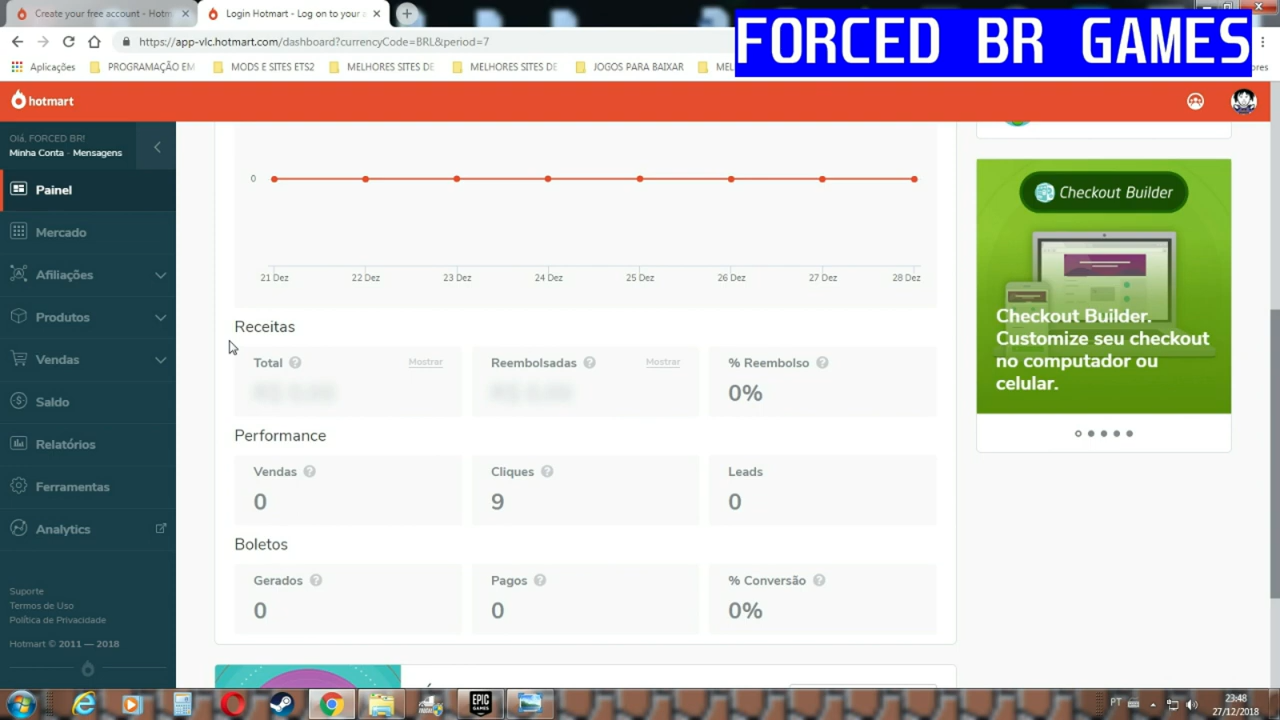 Create your free account - Hotm
Login Hotmart - Log on to your a
FORCED BR GAMES
https://app-vlc.hotmart.com/dashboard?currencyCode=BRL&period=7
Aplicações
PROGRAMAÇÃO EM
MODS E SITES ETS2
MELHORES SITES DE
MELHORES SITES DE
JOGOS PARA BAIXAR
hotmart
Olá, FORCED BR!
Minha Conta - Mensagens
Painel
Mercado
Afiliações
Produtos
Vendas
Saldo
Relatórios
Ferramentas
Analytics
Suporte
Termos de Uso
Política de Privacidade
Hotmart © 2011 — 2018
0
21 Dez 22 Dez 23 Dez 24 Dez 25 Dez 26 Dez 27 Dez 28 Dez
Receitas
Total ? Mostrar
Reembolsadas ? Mostrar
% Reembolso ?
0%
Performance
Vendas ?
0
Cliques ?
9
Leads
0
Boletos
Gerados ?
0
Pagos ?
0
% Conversão ?
0%
Checkout Builder
Checkout Builder.
Customize seu checkout
no computador ou
celular.
EPIC
GAMES
PT
23:48
27/12/2018